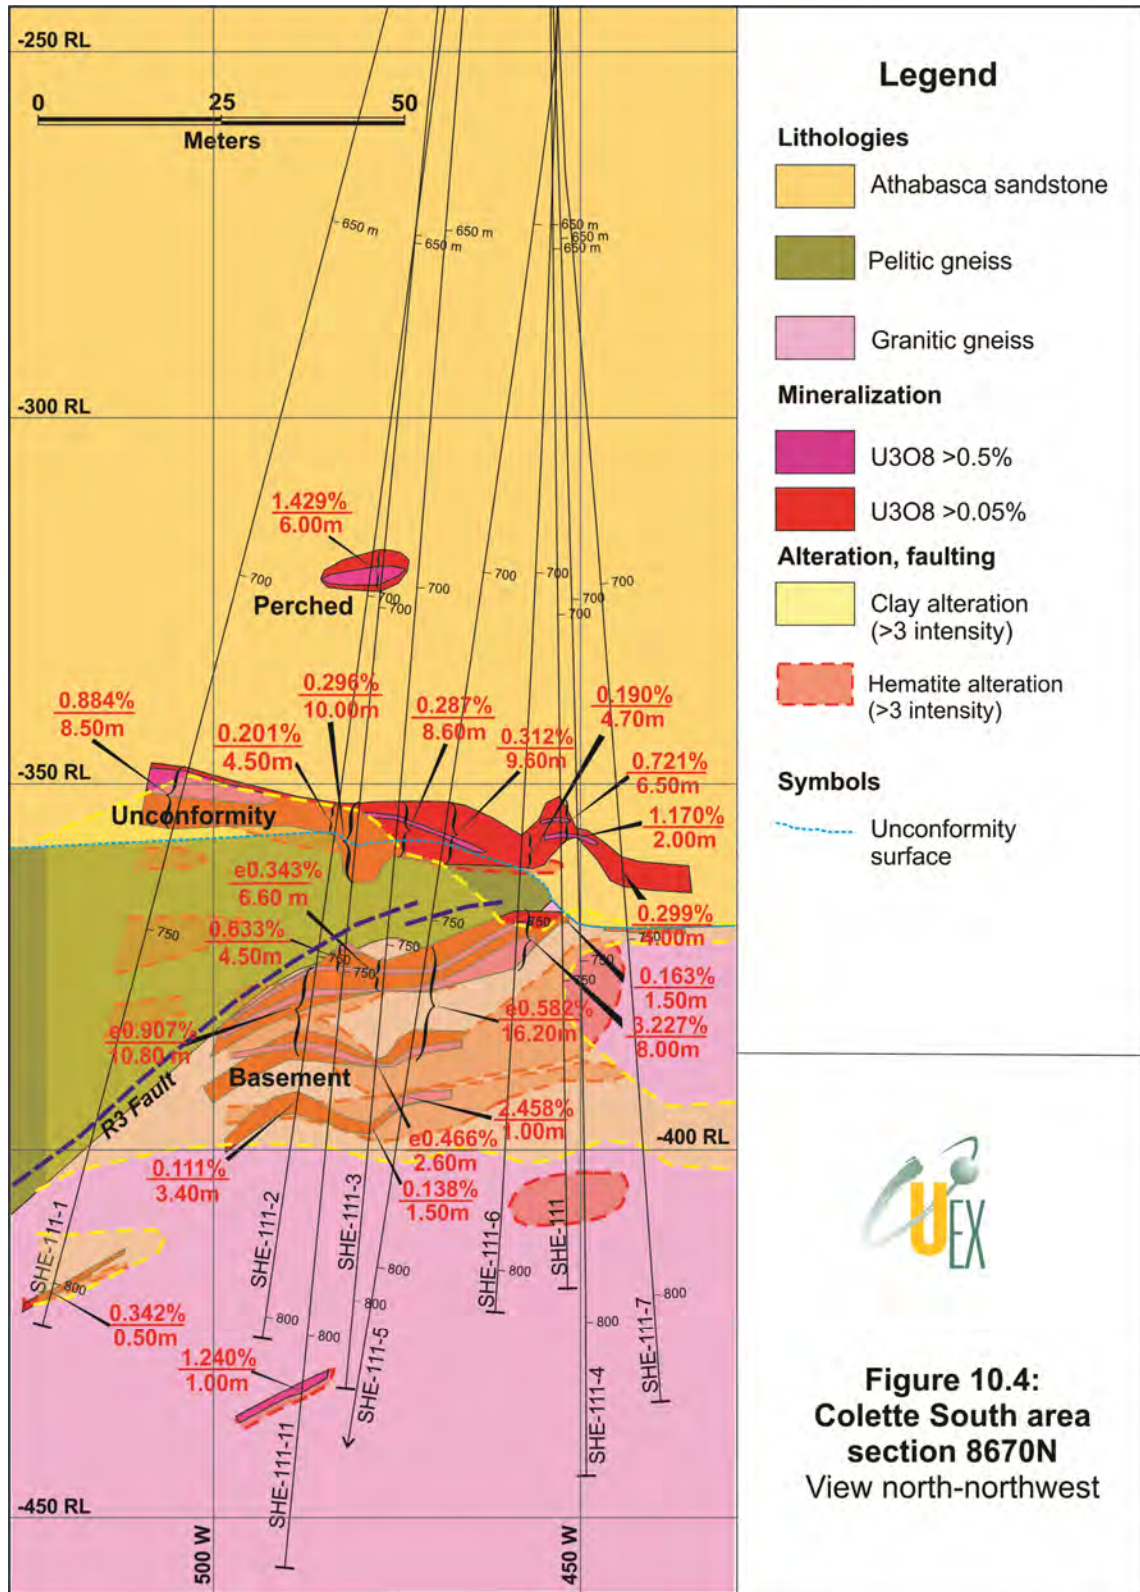 -250 RL
0 25 50
Meters
650 m
650 m
650 m
650 m
650 m
650 m
-300 RL
1.429%
6.00m
Perched
700
700
700
700
700
700
700
700
0.884%
8.50m
0.296%
10.00m
0.201%
4.50m
0.287%
8.60m
0.312%
9.60m
0.190%
4.70m
0.721%
6.50m
1.170%
2.00m
-350 RL
Unconformity
e0.343%
6.60 m
0.633%
4.50m
750
750
750
750
750
750
750
750
750
0.299%
4.00m
0.163%
1.50m
3.227%
8.00m
e0.582%
16.20m
e0.907%
10.80 m
Basement
R3 Fault
2.458%
1.00m
-400 RL
e0.466%
2.60m
0.111%
3.40m
0.138%
1.50m
SHE-111-1
SHE-111-2
SHE-111-3
SHE-111-5
SHE-111-6
SHE-111
SHE-111-7
SHE-111-4
SHE-111-11
800
800
800
800
800
800
800
800
0.342%
0.50m
1.240%
1.00m
-450 RL
500 W
450 W
Legend
Lithologies
Athabasca sandstone
Pelitic gneiss
Granitic gneiss
Mineralization
U3O8 >0.5%
U3O8 >0.05%
Alteration, faulting
Clay alteration
(>3 intensity)
Hematite alteration
(>3 intensity)
Symbols
Unconformity
surface
UEX
Figure 10.4:
Colette South area
section 8670N
View north-northwest